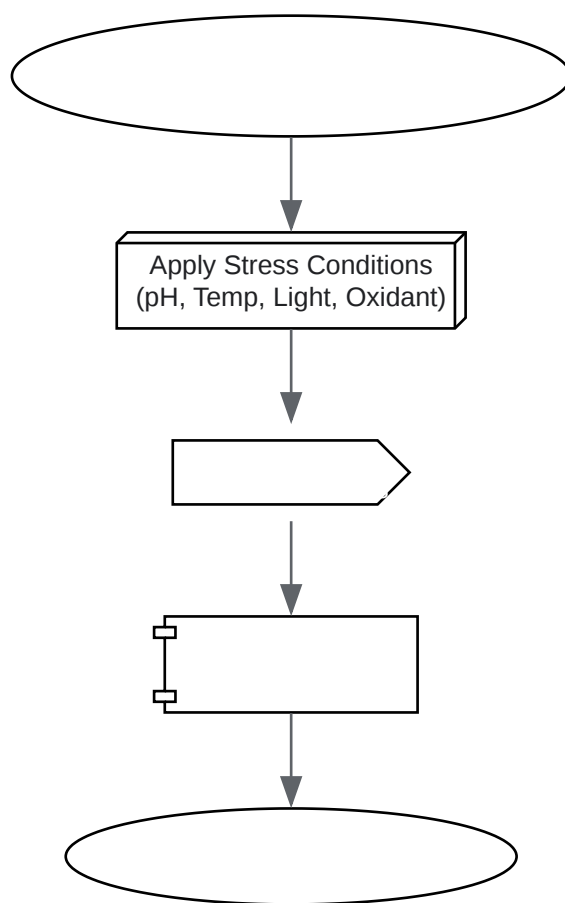 Apply Stress Conditions
(pH, Temp, Light, Oxidant)